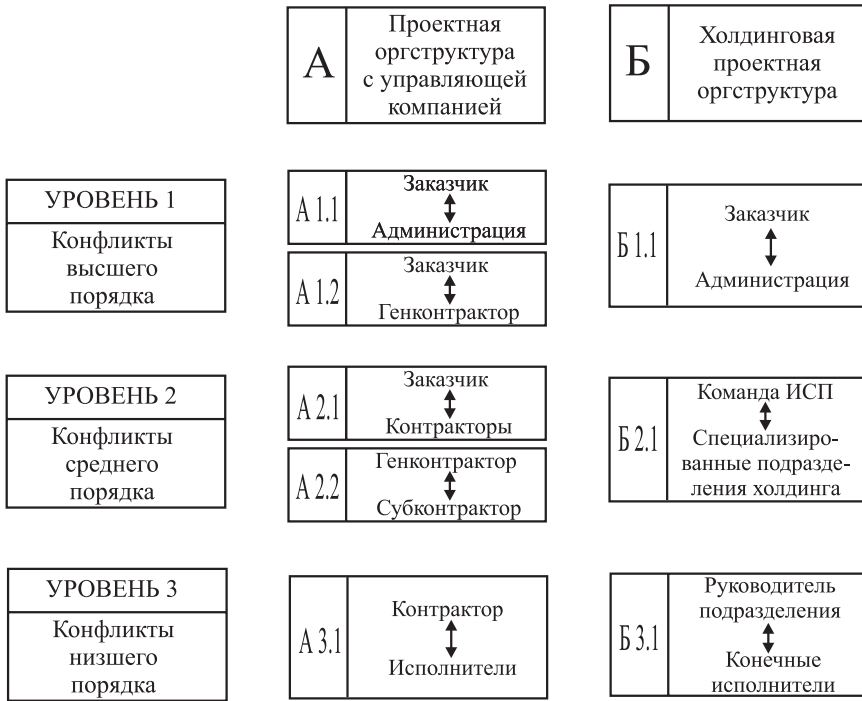 А
Проектная
оргструктура
с управляющей
компанией
Б
Холдинговая
проектная
оргструктура
УРОВЕНЬ 1
Конфликты
высшего
порядка
А 1.1
Заказчик
Администрация
А 1.2
Заказчик
Генконтрактор
Б 1.1
Заказчик
Администрация
УРОВЕНЬ 2
Конфликты
среднего
порядка
А 2.1
Заказчик
Контракторы
А 2.2
Генконтрактор
Субконтрактор
Б 2.1
Команда ИСП
Специализиро-
ванные подразде-
ления холдинга
УРОВЕНЬ 3
Конфликты
низшего
порядка
А 3.1
Контрактор
Исполнители
Б 3.1
Руководитель
подразделения
Конечные
исполнители